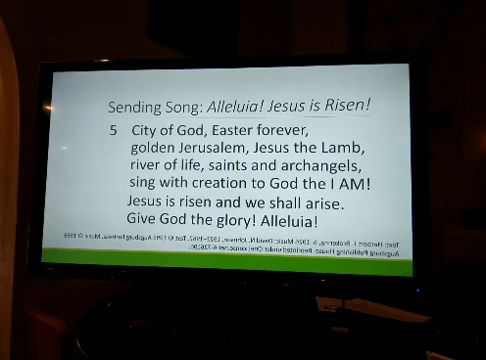 Sending Song: Alleluia! Jesus is Risen!
5 City of God, Easter forever,
golden Jerusalem, Jesus the Lamb,
river of life, saints and archangels,
sing with creation to God the I AM!
Jesus is risen and we shall arise.
Give God the glory! Alleluia!